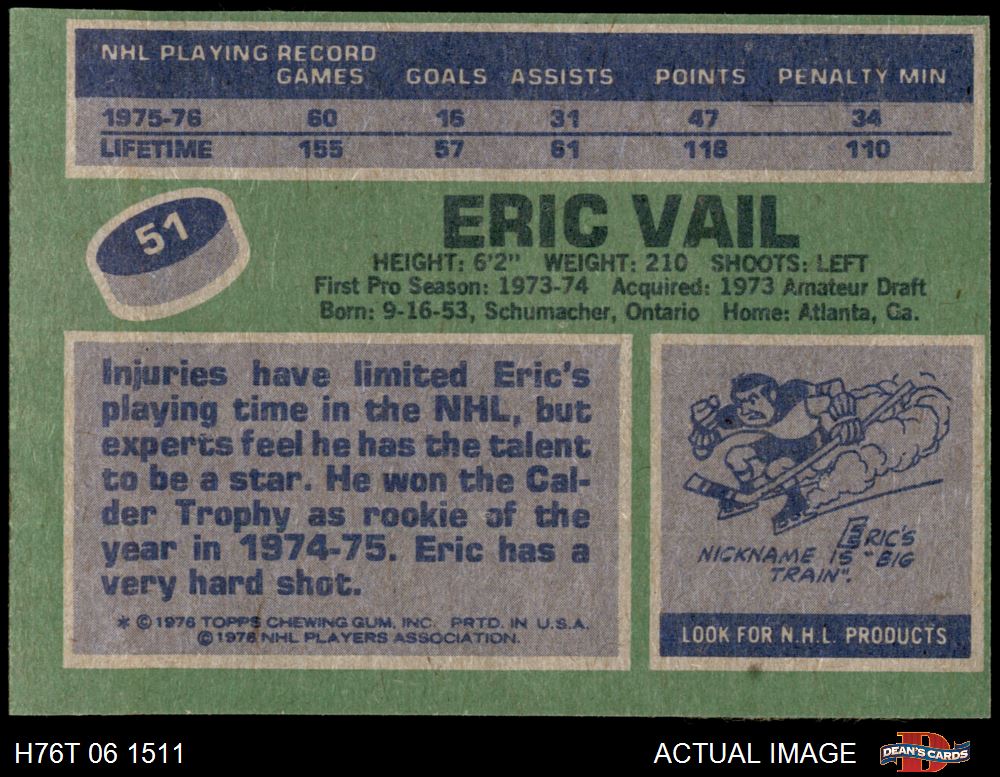 NHL PLAYING RECORD
GAMES GOALS ASSISTS POINTS PENALTY MIN
1975-76 60 16 31 47 34
LIFETIME 155 57 61 118 110
51
ERIC VAIL
HEIGHT: 6'2" WEIGHT: 210 SHOOTS: LEFT
First Pro Season: 1973-74 Acquired: 1973 Amateur Draft
Born: 9-16-53, Schumacher, Ontario Home: Atlanta, Ga.
Injuries have limited Eric's
playing time in the NHL, but
experts feel he has the talent
to be a star. He won the Cal-
der Trophy as rookie of the
year in 1974-75. Eric has a
very hard shot.
* © 1976 TOPPS CHEWING GUM, INC. PRTD. IN U.S.A.
© 1976 NHL PLAYERS ASSOCIATION.
ERIC'S
NICKNAME IS "BIG
TRAIN".
LOOK FOR N.H.L. PRODUCTS
H76T 06 1511
ACTUAL IMAGE
DEAN'S CARDS